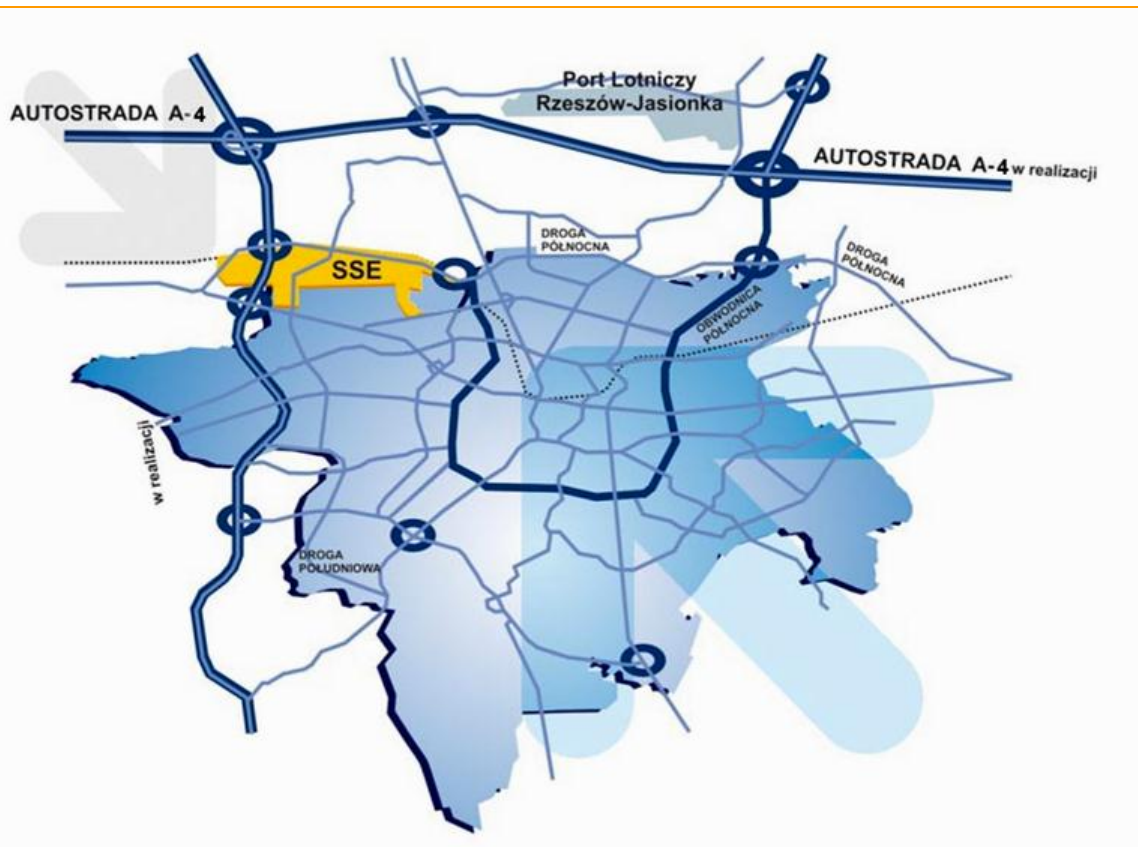 Port Lotniczy
Rzeszów-Jasionka
AUTOSTRADA A-4
AUTOSTRADA A-4 w realizacji
DROGA
PÓŁNOCNA
DROGA
PÓŁNOCNA
SSE
OBWODNICA
PÓŁNOCNA
w realizacji
DROGA
POŁUDNIOWA